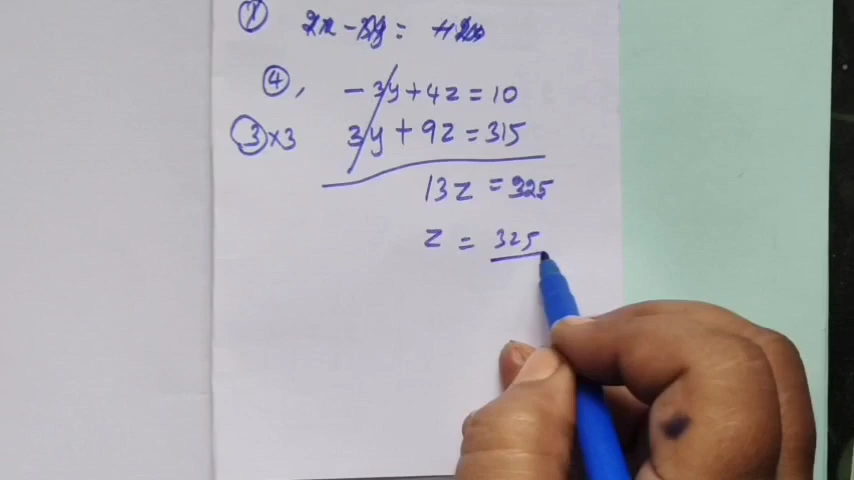 ④, - 3y + 4z = 10
③ × 3 3y + 9z = 315
13z = 325
z = 325